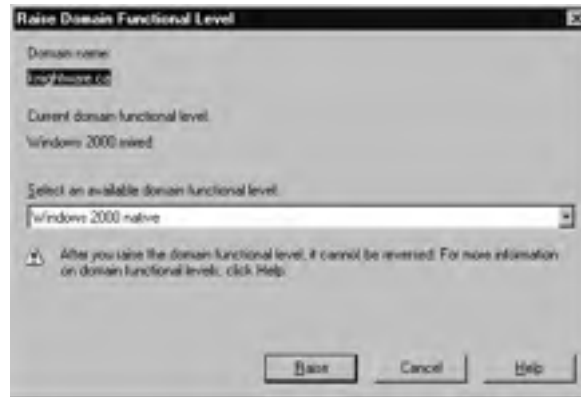 Raise Domain Functional Level
Domain name:
knightware.ca
Current domain functional level:
Windows 2000 mixed
Select an available domain functional level:
Windows 2000 native
After you raise the domain functional level, it cannot be reversed. For more information
on domain functional levels, click Help.
Raise Cancel Help